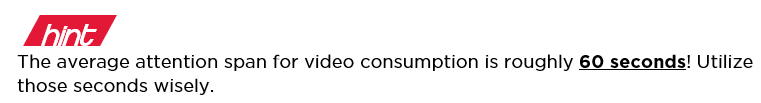 hint
The average attention span for video consumption is roughly 60 seconds! Utilize
those seconds wisely.